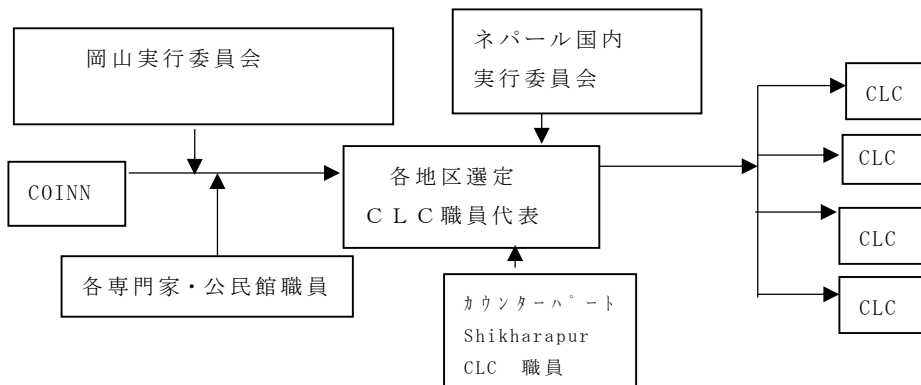 岡山実行委員会
ネパール国内
実行委員会
CLC
CLC
CLC
CLC
COINN
各地区選定
ＣＬＣ職員代表
各専門家・公民館職員
ｶｳﾝﾀｰﾊﾟｰﾄ
Shikharapur
CLC　職員